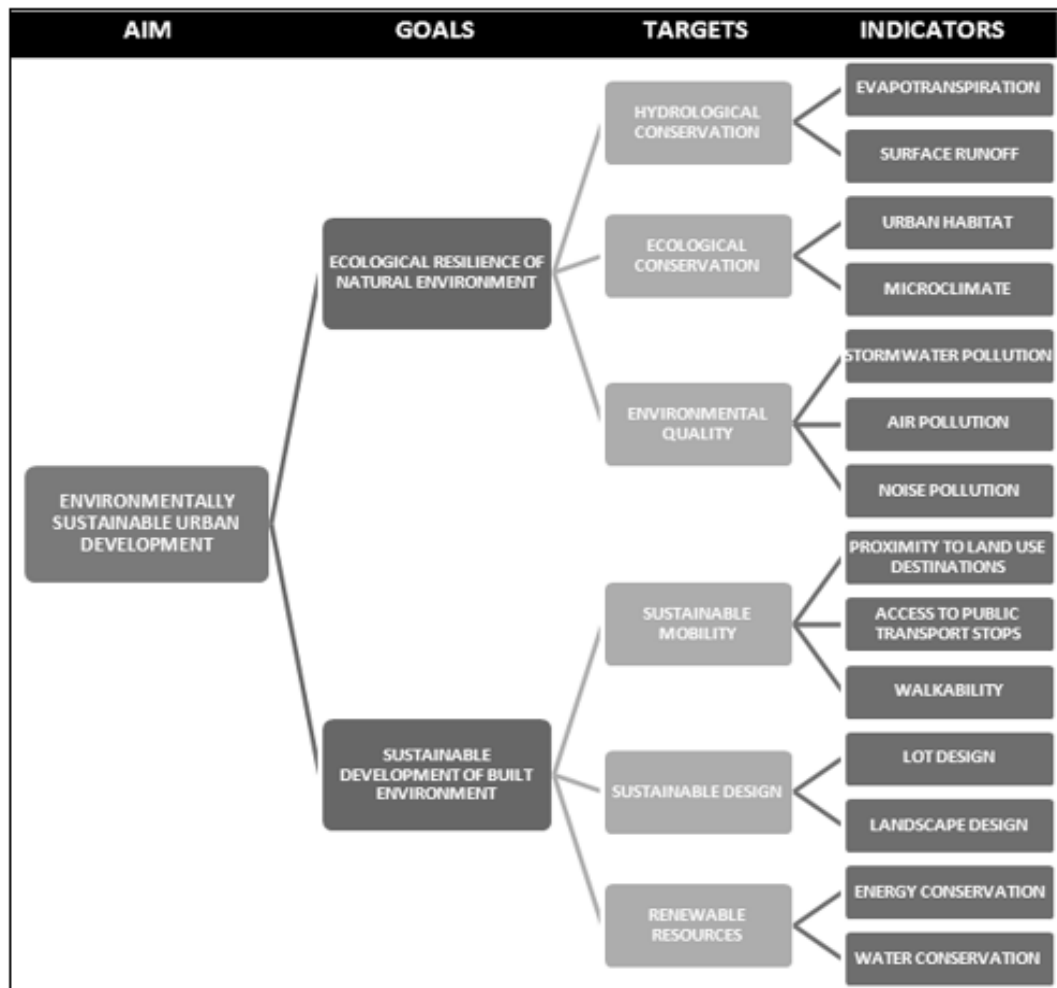 AIM GOALS TARGETS INDICATORS
ENVIRONMENTALLY
SUSTAINABLE URBAN
DEVELOPMENT
ECOLOGICAL RESILIENCE OF
NATURAL ENVIRONMENT
SUSTAINABLE
DEVELOPMENT OF BUILT
ENVIRONMENT
HYDROLOGICAL
CONSERVATION
ECOLOGICAL
CONSERVATION
ENVIRONMENTAL
QUALITY
SUSTAINABLE
MOBILITY
SUSTAINABLE DESIGN
RENEWABLE
RESOURCES
EVAPOTRANSPIRATION
SURFACE RUNOFF
URBAN HABITAT
MICROCLIMATE
STORMWATER POLLUTION
AIR POLLUTION
NOISE POLLUTION
PROXIMITY TO LAND USE
DESTINATIONS
ACCESS TO PUBLIC
TRANSPORT STOPS
WALKABILITY
LOT DESIGN
LANDSCAPE DESIGN
ENERGY CONSERVATION
WATER CONSERVATION